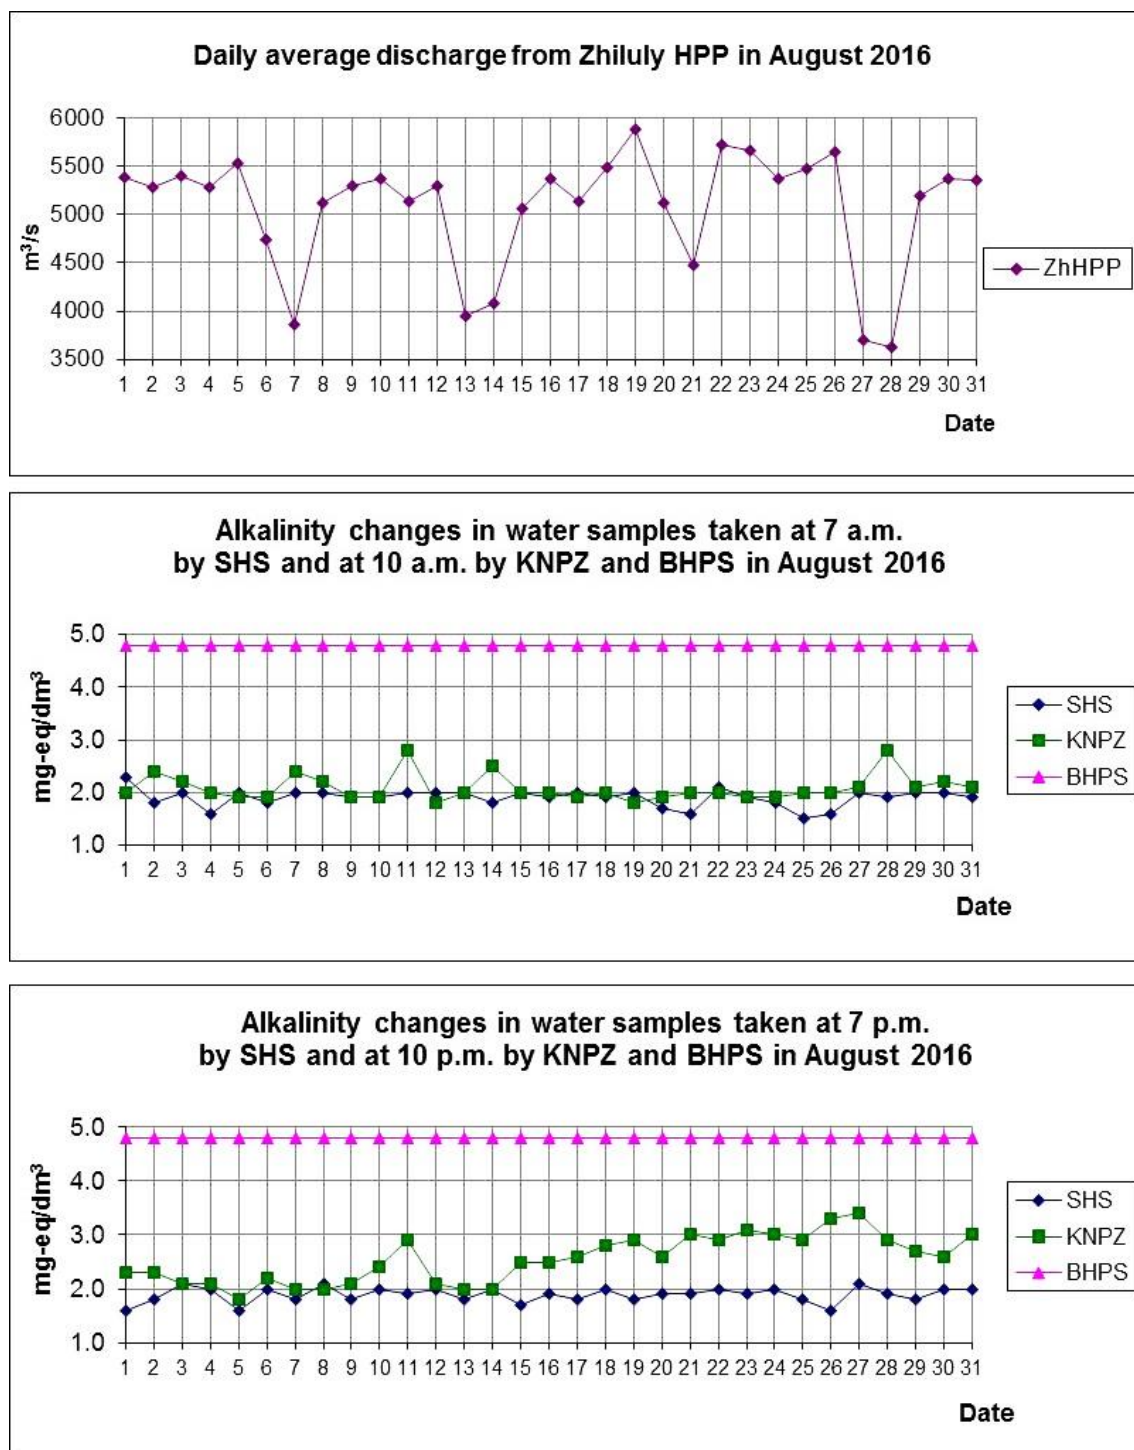 Daily average discharge from Zhiluly HPP in August 2016
6000
5500
5000
4500
4000
3500
m³/s
1 2 3 4 5 6 7 8 9 10 11 12 13 14 15 16 17 18 19 20 21 22 23 24 25 26 27 28 29 30 31
Date
ZhHPP
Alkalinity changes in water samples taken at 7 a.m.
by SHS and at 10 a.m. by KNPZ and BHPS in August 2016
5.0
4.0
3.0
2.0
1.0
mg-eq/dm³
1 2 3 4 5 6 7 8 9 10 11 12 13 14 15 16 17 18 19 20 21 22 23 24 25 26 27 28 29 30 31
Date
SHS
KNPZ
BHPS
Alkalinity changes in water samples taken at 7 p.m.
by SHS and at 10 p.m. by KNPZ and BHPS in August 2016
5.0
4.0
3.0
2.0
1.0
mg-eq/dm³
1 2 3 4 5 6 7 8 9 10 11 12 13 14 15 16 17 18 19 20 21 22 23 24 25 26 27 28 29 30 31
Date
SHS
KNPZ
BHPS